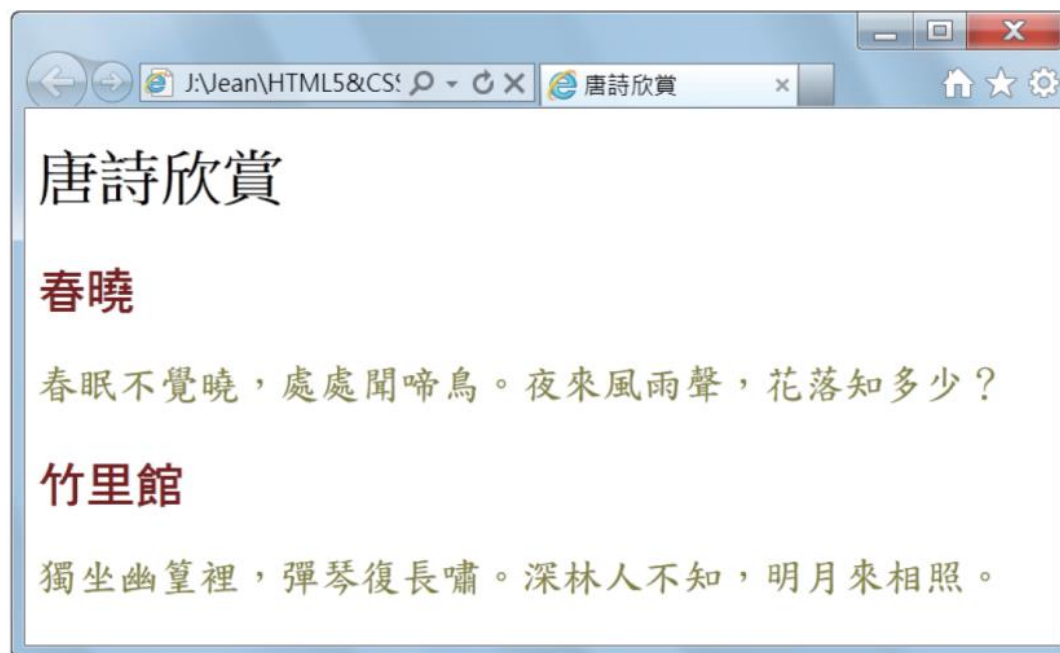 J:\Jean\HTML5&CSS
唐詩欣賞
唐詩欣賞
春曉
春眠不覺曉，處處聞啼鳥。夜來風雨聲，花落知多少？
竹里館
獨坐幽篁裡，彈琴復長嘯。深林人不知，明月來相照。